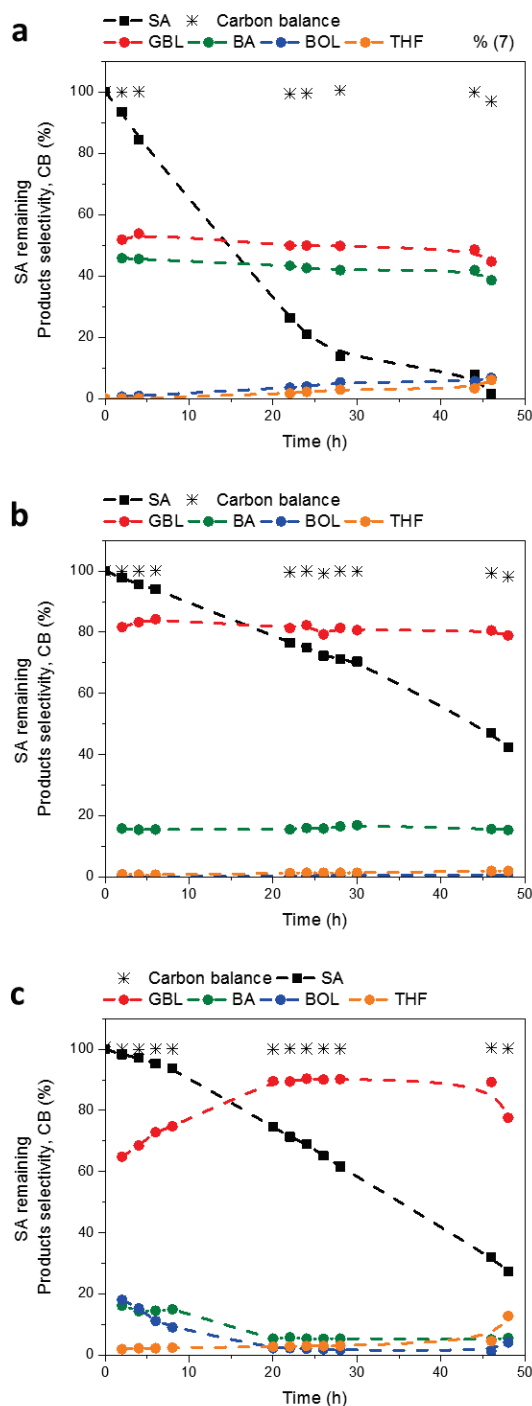 a
SA Carbon balance
GBL BA BOL THF % (7)
100
80
60
40
20
0
SA remaining
Products selectivity, CB (%)
0 10 20 30 40 50
Time (h)
b
SA Carbon balance
GBL BA BOL THF
100
80
60
40
20
0
SA remaining
Products selectivity, CB (%)
0 10 20 30 40 50
Time (h)
c
Carbon balance SA
GBL BA BOL THF
100
80
60
40
20
0
SA remaining
Products selectivity, CB (%)
0 10 20 30 40 50
Time (h)